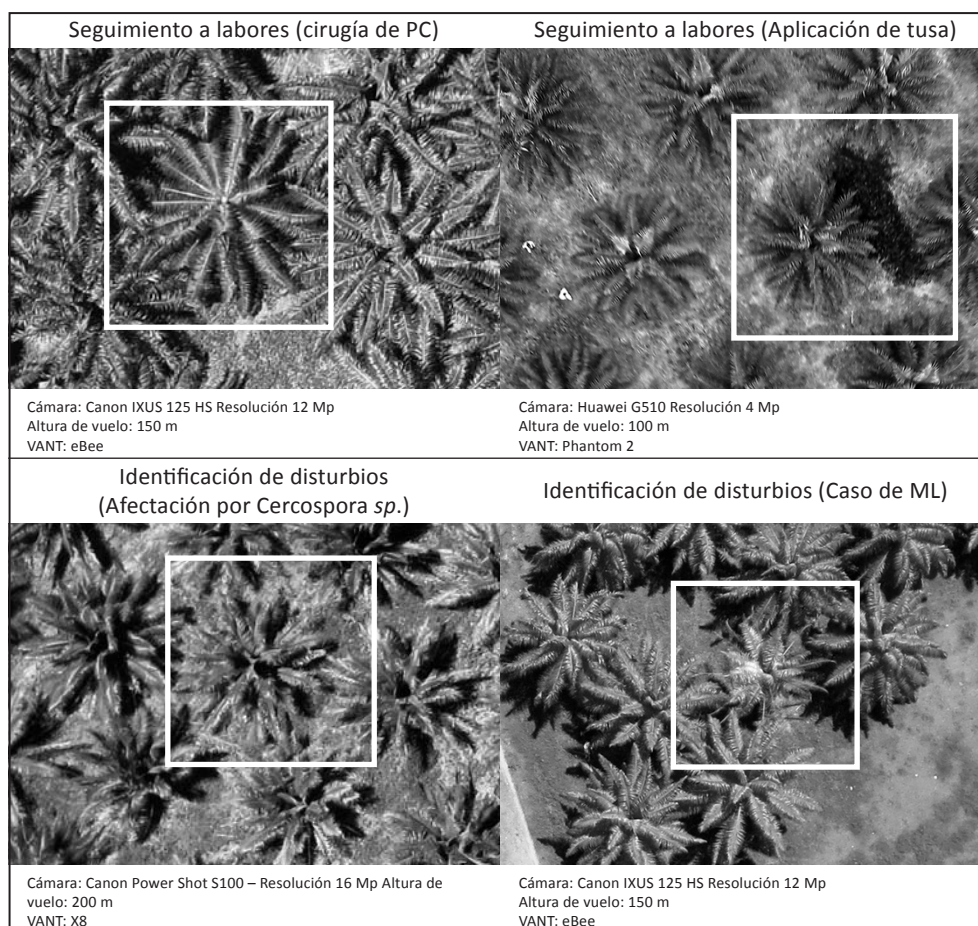 Seguimiento a labores (cirugía de PC)
Seguimiento a labores (Aplicación de tusa)
Cámara: Canon IXUS 125 HS Resolución 12 Mp
Altura de vuelo: 150 m
VANT: eBee
Cámara: Huawei G510 Resolución 4 Mp
Altura de vuelo: 100 m
VANT: Phantom 2
Identificación de disturbios
(Afectación por Cercospora sp.)
Identificación de disturbios (Caso de ML)
Cámara: Canon Power Shot S100 – Resolución 16 Mp Altura de
vuelo: 200 m
VANT: X8
Cámara: Canon IXUS 125 HS Resolución 12 Mp
Altura de vuelo: 150 m
VANT: eBee